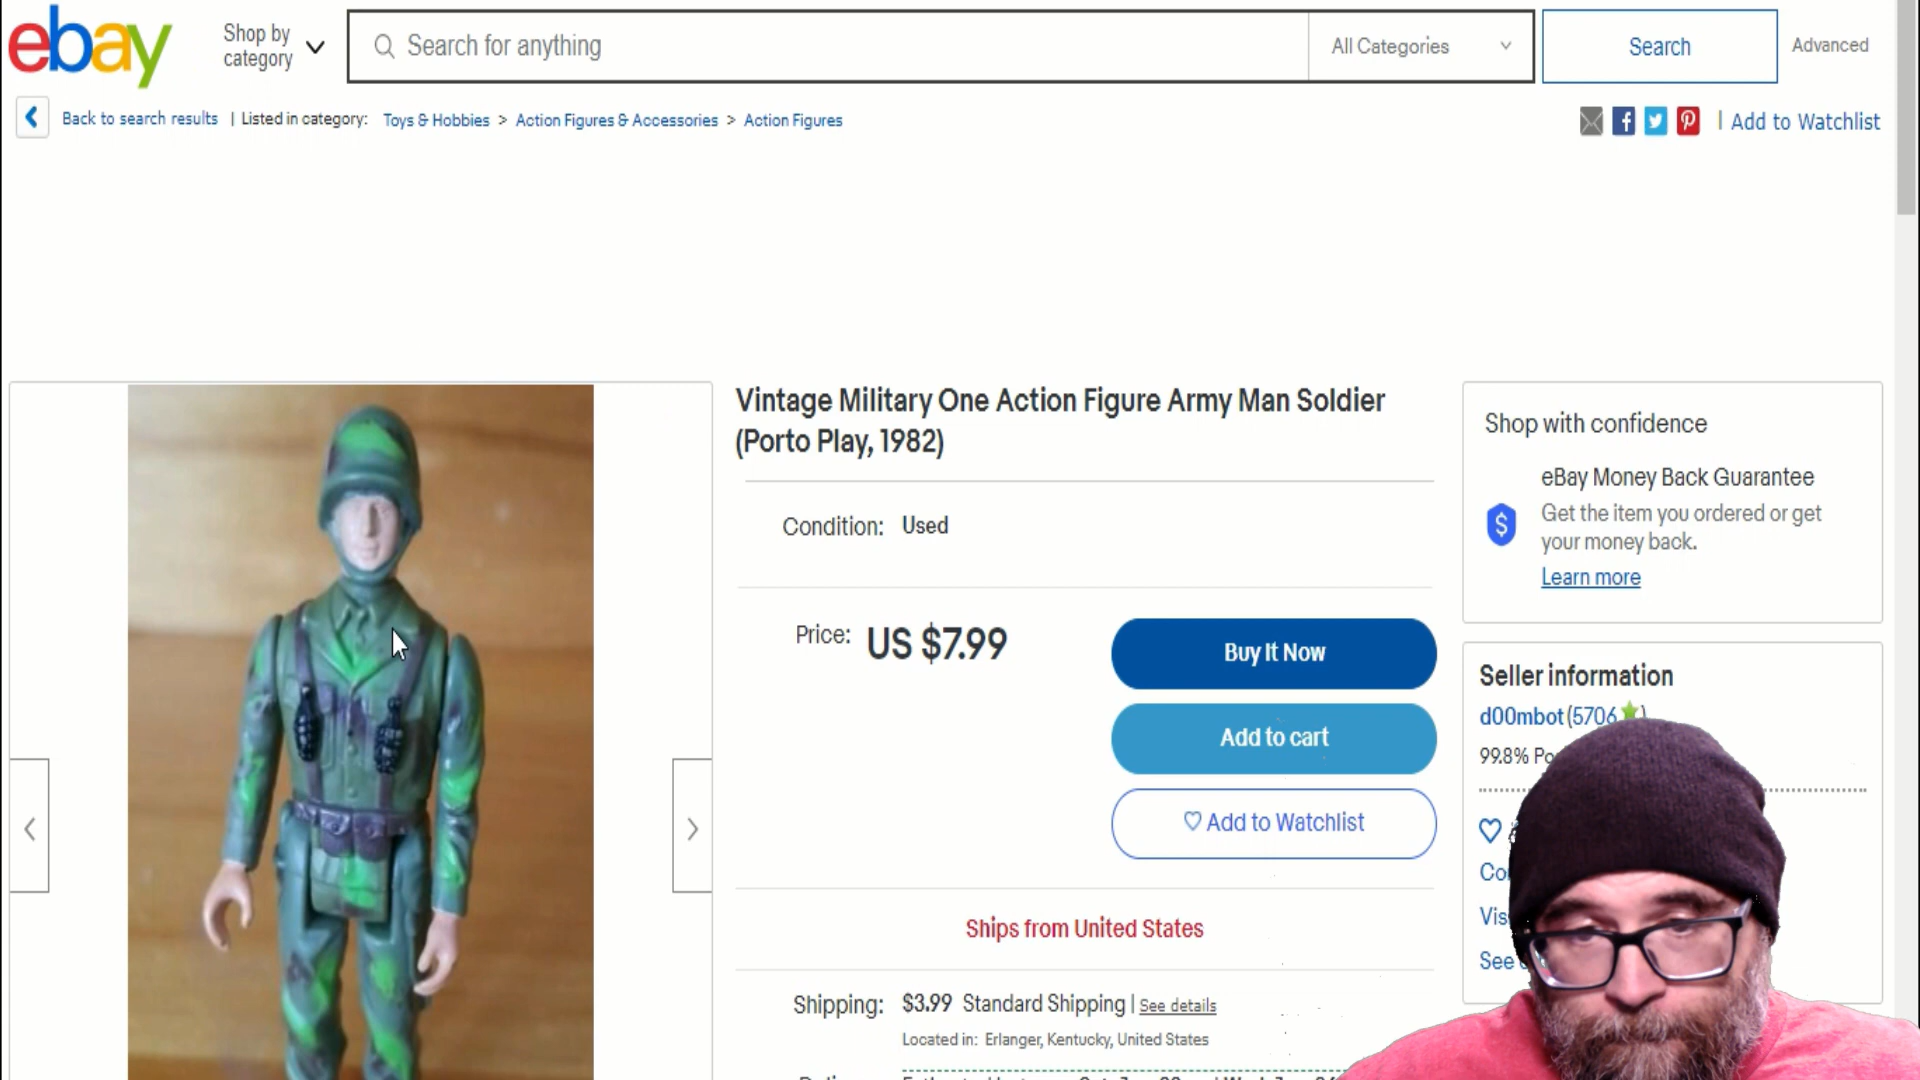 ebay
Shop by
category
Search for anything
All Categories
Search
Advanced
Back to search results | Listed in category: Toys & Hobbies > Action Figures & Accessories > Action Figures
| Add to Watchlist
Vintage Military One Action Figure Army Man Soldier
(Porto Play, 1982)
Condition: Used
Price: US $7.99
Buy It Now
Add to cart
Add to Watchlist
Ships from United States
Shipping: $3.99 Standard Shipping | See details
Located in: Erlanger, Kentucky, United States
Shop with confidence
eBay Money Back Guarantee
Get the item you ordered or get
your money back.
Learn more
Seller information
d00mbot (5706
99.8%
See